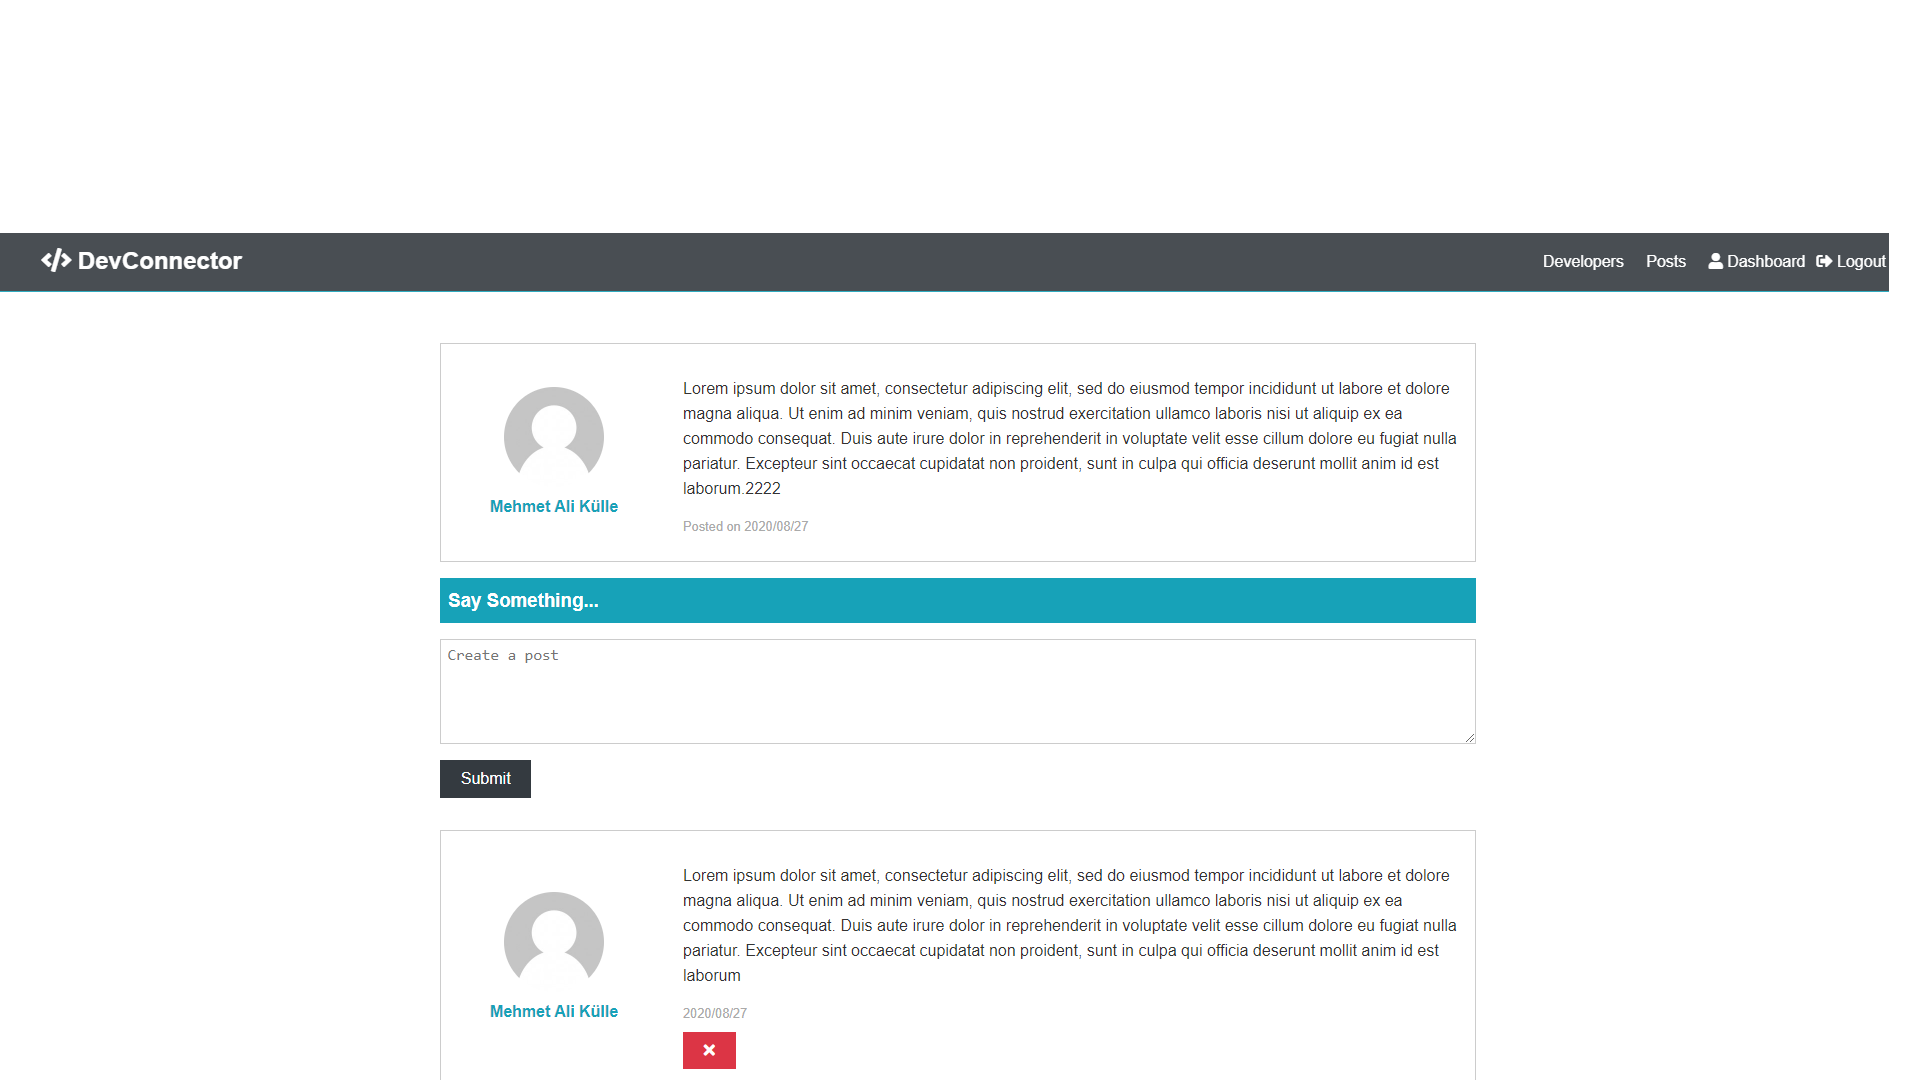 DevConnector
Developers Posts Dashboard Logout
Lorem ipsum dolor sit amet, consectetur adipiscing elit, sed do eiusmod tempor incididunt ut labore et dolore
magna aliqua. Ut enim ad minim veniam, quis nostrud exercitation ullamco laboris nisi ut aliquip ex ea
commodo consequat. Duis aute irure dolor in reprehenderit in voluptate velit esse cillum dolore eu fugiat nulla
pariatur. Excepteur sint occaecat cupidatat non proident, sunt in culpa qui officia deserunt mollit anim id est
laborum.2222
Mehmet Ali Külle
Posted on 2020/08/27
Say Something...
Create a post
Submit
Lorem ipsum dolor sit amet, consectetur adipiscing elit, sed do eiusmod tempor incididunt ut labore et dolore
magna aliqua. Ut enim ad minim veniam, quis nostrud exercitation ullamco laboris nisi ut aliquip ex ea
commodo consequat. Duis aute irure dolor in reprehenderit in voluptate velit esse cillum dolore eu fugiat nulla
pariatur. Excepteur sint occaecat cupidatat non proident, sunt in culpa qui officia deserunt mollit anim id est
laborum
Mehmet Ali Külle
2020/08/27